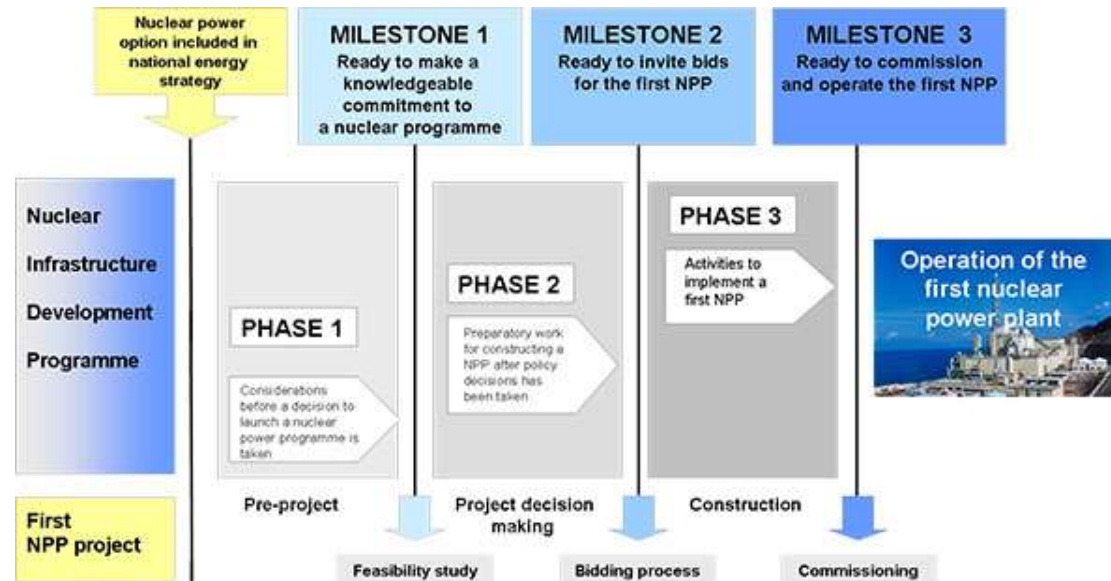 Nuclear power
option included in
national energy
strategy
MILESTONE 1
Ready to make a
knowledgeable
commitment to
a nuclear programme
MILESTONE 2
Ready to invite bids
for the first NPP
MILESTONE 3
Ready to commission
and operate the first NPP
Nuclear
Infrastructure
Development
Programme
PHASE 1
Considerations
before a decision to
launch a nuclear
power programme is
taken
PHASE 2
Preparatory work
for constructing a
NPP after policy
decisions has
been taken
PHASE 3
Activities to
implement a
first NPP
Operation of the
first nuclear
power plant
First
NPP project
Pre-project
Project decision
making
Construction
Feasibility study
Bidding process
Commissioning